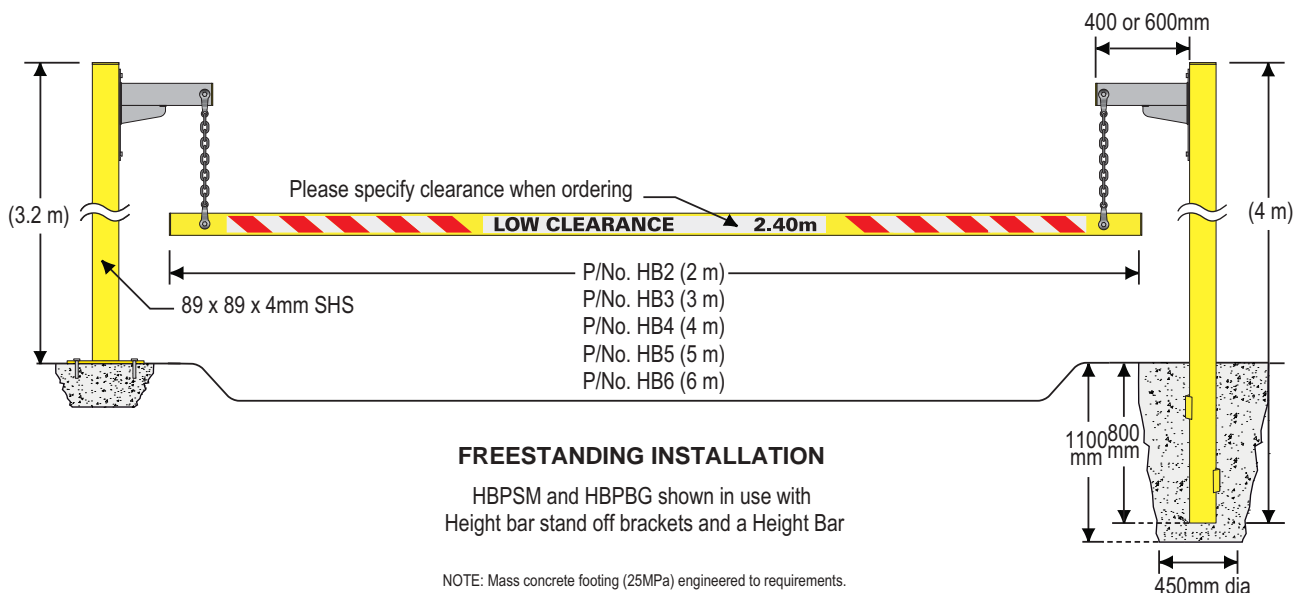 400 or 600mm
(3.2 m)
Please specify clearance when ordering
(4 m)
LOW CLEARANCE 2.40m
P/No. HB2 (2 m)
89 x 89 x 4mm SHS
P/No. HB3 (3 m)
P/No. HB4 (4 m)
P/No. HB5 (5 m)
P/No. HB6 (6 m)
1100
mm
800
mm
FREESTANDING INSTALLATION
HBPSM and HBPBG shown in use with
Height bar stand off brackets and a Height Bar
NOTE: Mass concrete footing (25MPa) engineered to requirements.
450mm dia